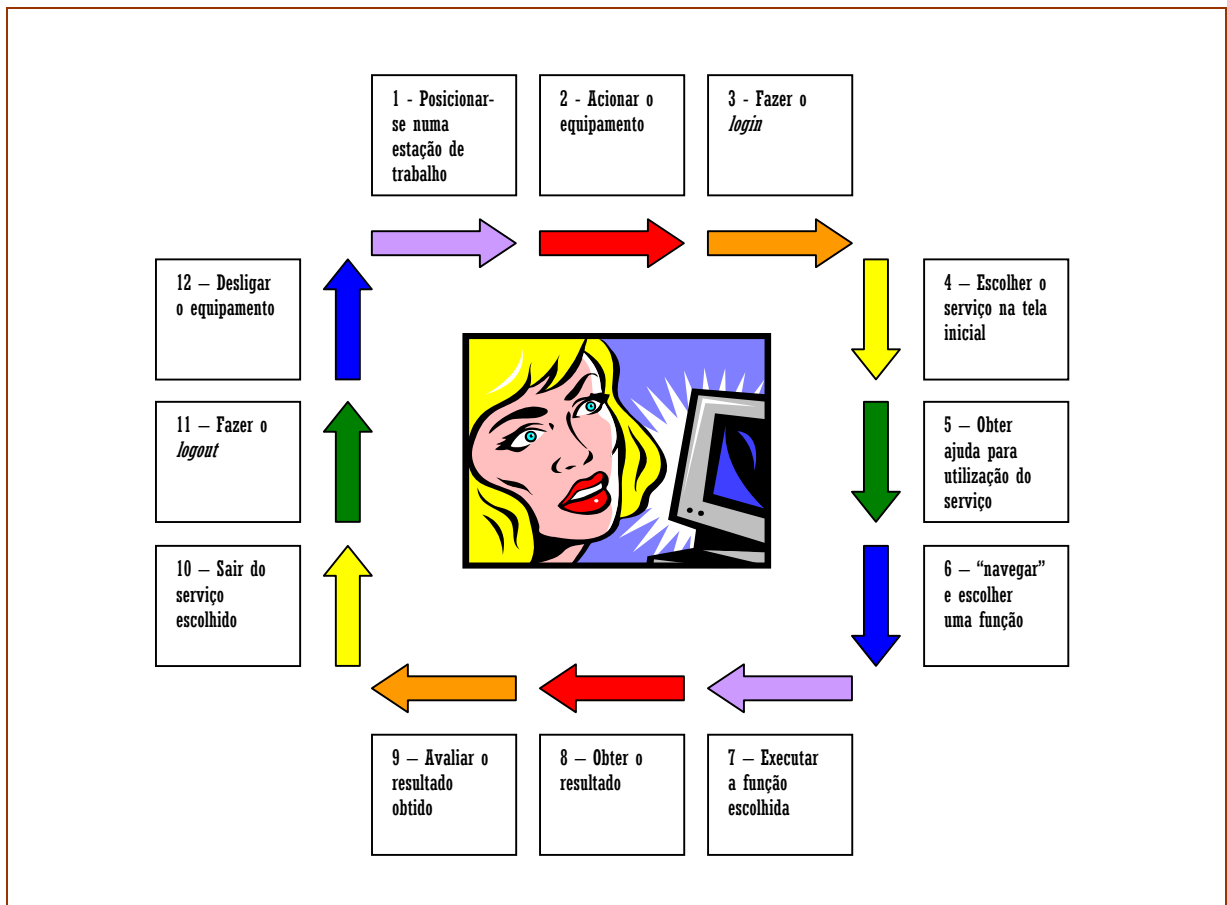 1 - Posicionar-
se numa
estação de
trabalho
2 - Acionar o
equipamento
3 - Fazer o
login
4 – Escolher o
serviço na tela
inicial
5 – Obter
ajuda para
utilização do
serviço
6 – “navegar”
e escolher
uma função
7 – Executar
a função
escolhida
8 – Obter o
resultado
9 – Avaliar o
resultado
obtido
10 – Sair do
serviço
escolhido
11 – Fazer o
logout
12 – Desligar
o equipamento